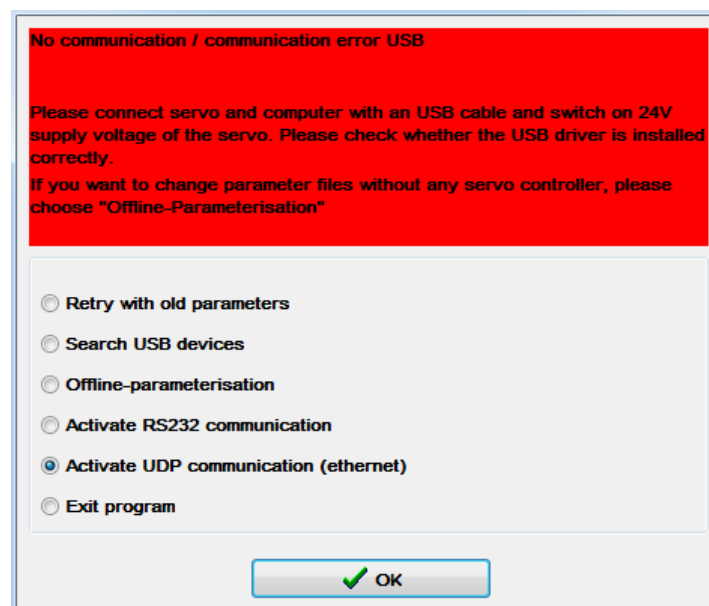 No communication / communication error USB
Please connect servo and computer with an USB cable and switch on 24V
supply voltage of the servo. Please check whether the USB driver is installed
correctly.
If you want to change parameter files without any servo controller, please
choose "Offline-Parameterisation"
Retry with old parameters
Search USB devices
Offline-parameterisation
Activate RS232 communication
Activate UDP communication (ethernet)
Exit program
OK